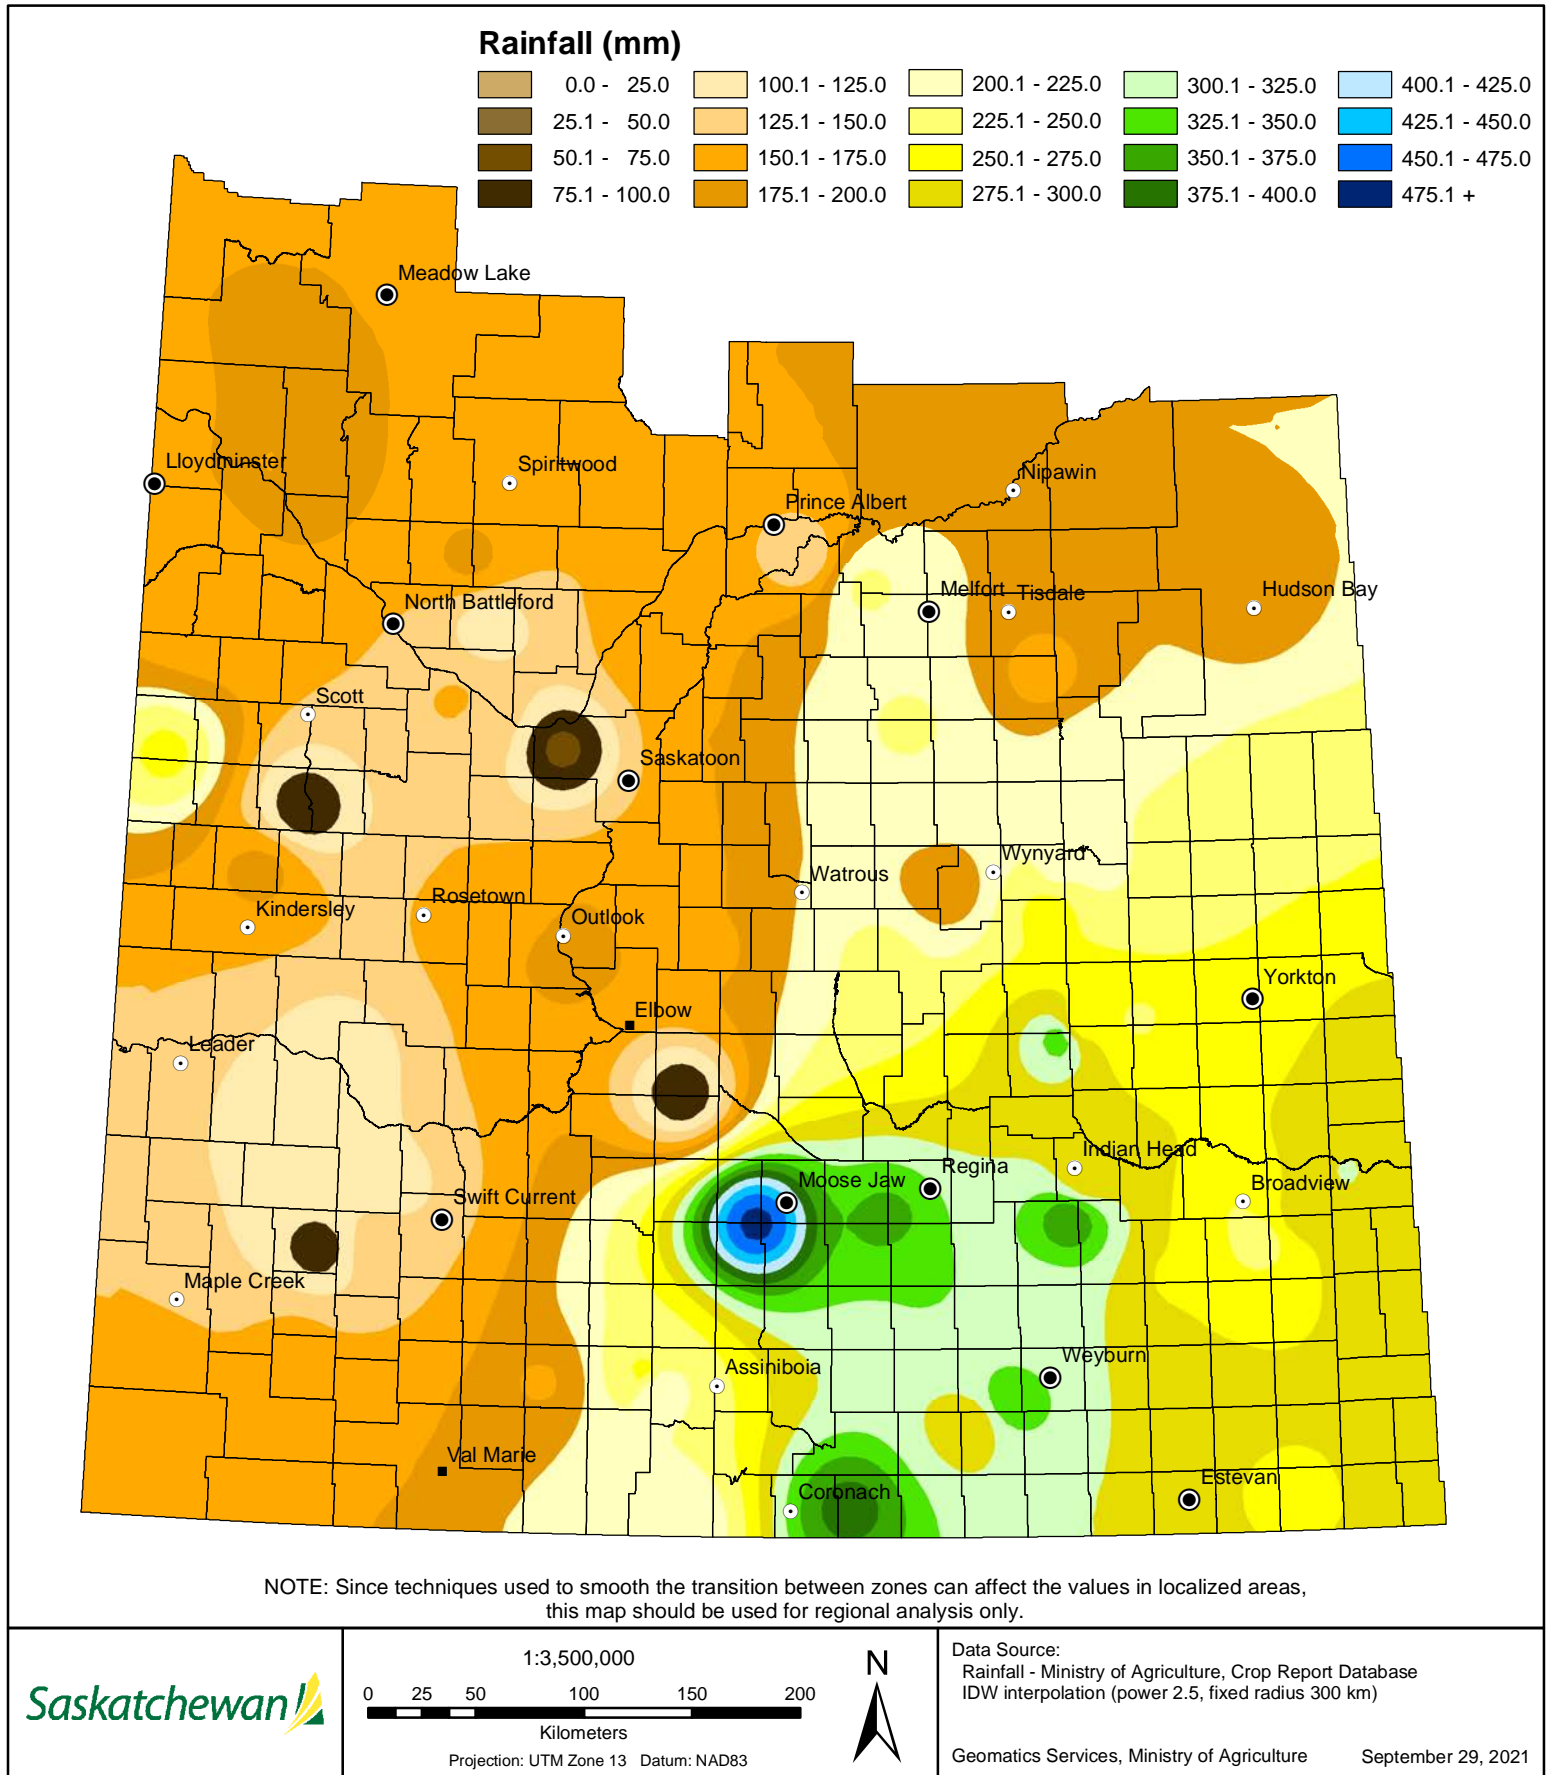 Rainfall (mm)
0.0 - 25.0
25.1 - 50.0
50.1 - 75.0
75.1 - 100.0
100.1 - 125.0
125.1 - 150.0
150.1 - 175.0
175.1 - 200.0
200.1 - 225.0
225.1 - 250.0
250.1 - 275.0
275.1 - 300.0
300.1 - 325.0
325.1 - 350.0
350.1 - 375.0
375.1 - 400.0
400.1 - 425.0
425.1 - 450.0
450.1 - 475.0
475.1 +
Meadow Lake
Lloydminster
Spiritwood
Nipawin
Prince Albert
North Battleford
Melfort
Tisdale
Hudson Bay
Scott
Saskatoon
Wynyard
Watrous
Rosetown
Kindersley
Outlook
Yorkton
Elbow
Leader
Indian Head
Regina
Moose Jaw
Broadview
Swift Current
Maple Creek
Weyburn
Assiniboia
Val Marie
Estevan
Coronach
NOTE: Since techniques used to smooth the transition between zones can affect the values in localized areas,
this map should be used for regional analysis only.
Saskatchewan
1:3,500,000
0 25 50 100 150 200
Kilometers
Projection: UTM Zone 13 Datum: NAD83
N
Data Source:
Rainfall - Ministry of Agriculture, Crop Report Database
IDW interpolation (power 2.5, fixed radius 300 km)
Geomatics Services, Ministry of Agriculture September 29, 2021